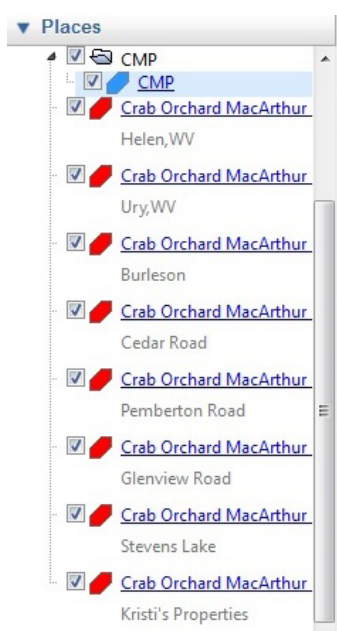 Places
CMP
CMP
Crab Orchard MacArthur
Helen,WV
Crab Orchard MacArthur
Ury,WV
Crab Orchard MacArthur
Burleson
Crab Orchard MacArthur
Cedar Road
Crab Orchard MacArthur
Pemberton Road
Crab Orchard MacArthur
Glenview Road
Crab Orchard MacArthur
Stevens Lake
Crab Orchard MacArthur
Kristi's Properties